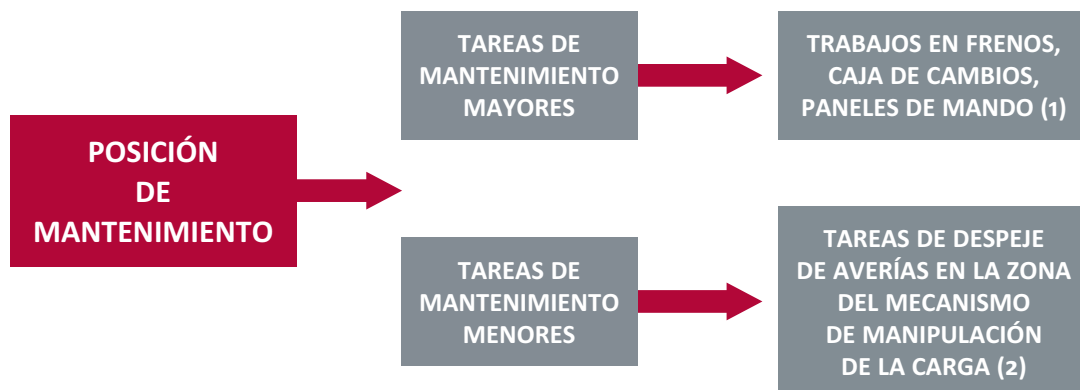 POSICIÓN
DE
MANTENIMIENTO
TAREAS DE
MANTENIMIENTO
MAYORES
TRABAJOS EN FRENOS,
CAJA DE CAMBIOS,
PANELES DE MANDO (1)
TAREAS DE
MANTENIMIENTO
MENORES
TAREAS DE DESPEJE
DE AVERÍAS EN LA ZONA
DEL MECANISMO
DE MANIPULACIÓN
DE LA CARGA (2)